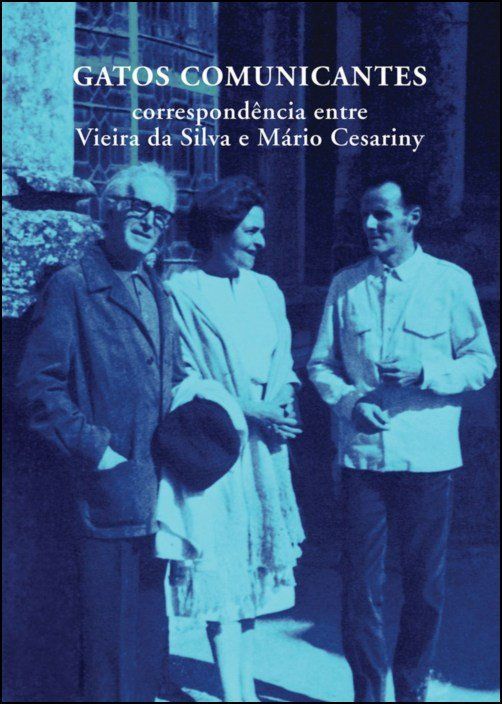 GATOS COMUNICANTES
correspondência entre
Vieira da Silva e Mário Cesariny